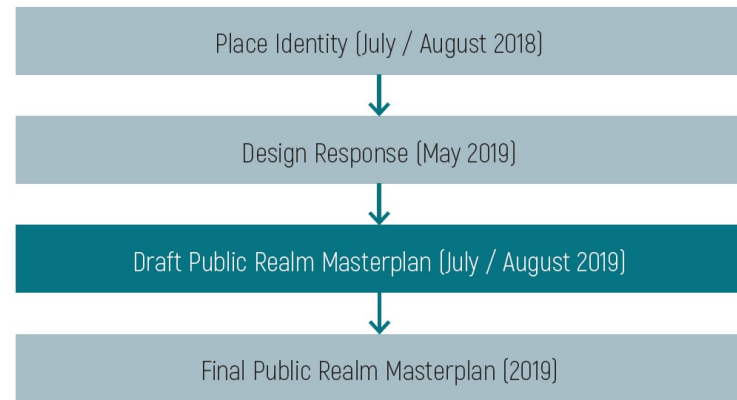 Place Identity (July / August 2018)
Design Response (May 2019)
Draft Public Realm Masterplan (July / August 2019)
Final Public Realm Masterplan (2019)